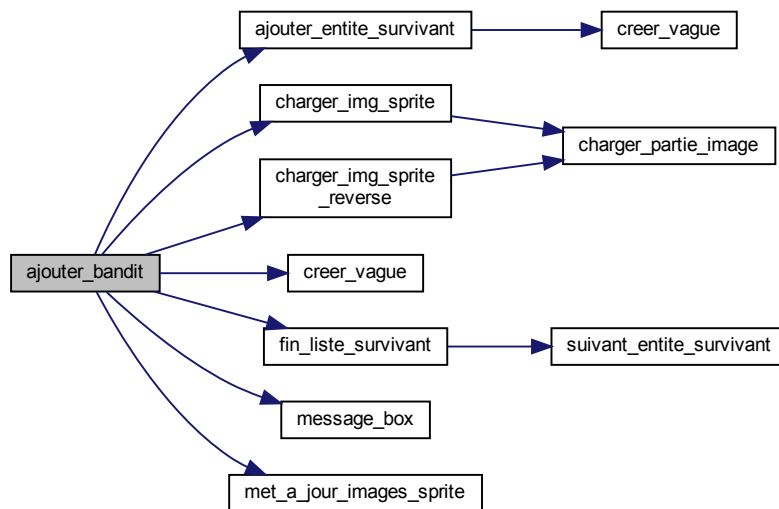 ajouter_entite_survivant
creer_vague
charger_img_sprite
charger_partie_image
charger_img_sprite
_reverse
ajouter_bandit
creer_vague
fin_liste_survivant
suivant_entite_survivant
message_box
met_a_jour_images_sprite